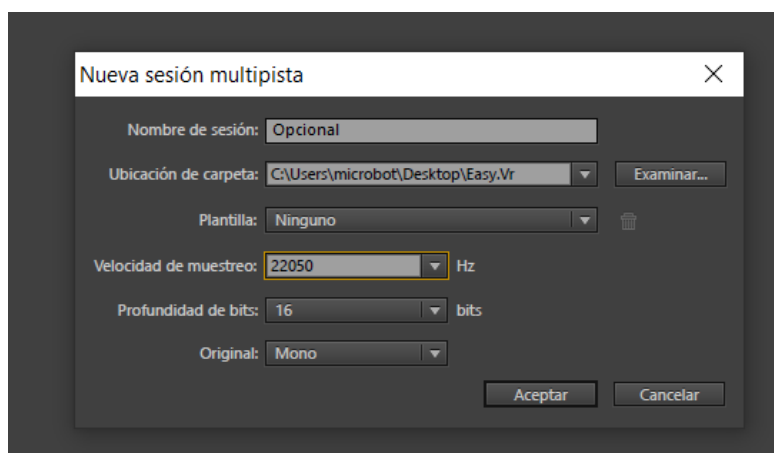 Nueva sesión multipista
Nombre de sesión: Opcional
Ubicación de carpeta: C:\Users\microbot\Desktop\Easy.Vr Examinar...
Plantilla: Ninguno
Velocidad de muestreo: 22050 Hz
Profundidad de bits: 16 bits
Original: Mono
Aceptar Cancelar